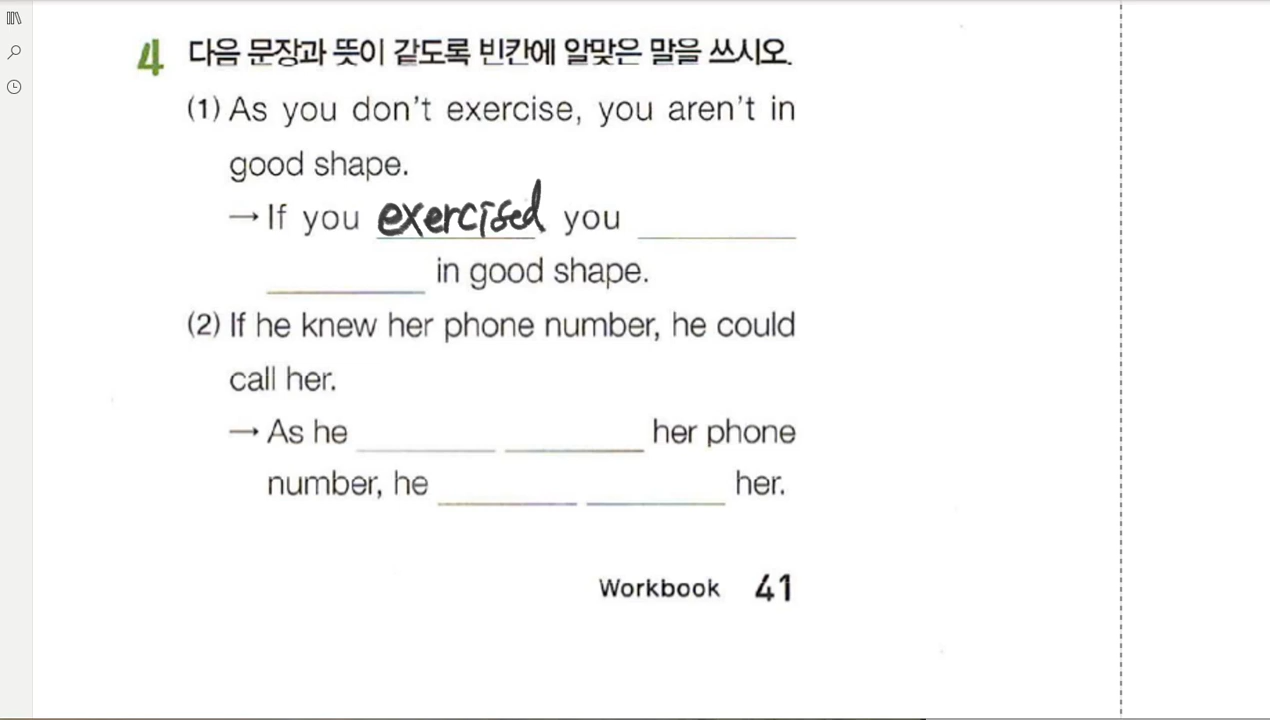 4 다음 문장과 뜻이 같도록 빈칸에 알맞은 말을 쓰시오.
(1) As you don't exercise, you aren't in
good shape.
→ If you exercised you
in good shape.
(2) If he knew her phone number, he could
call her.
→ As he her phone
number, he her.
Workbook 41